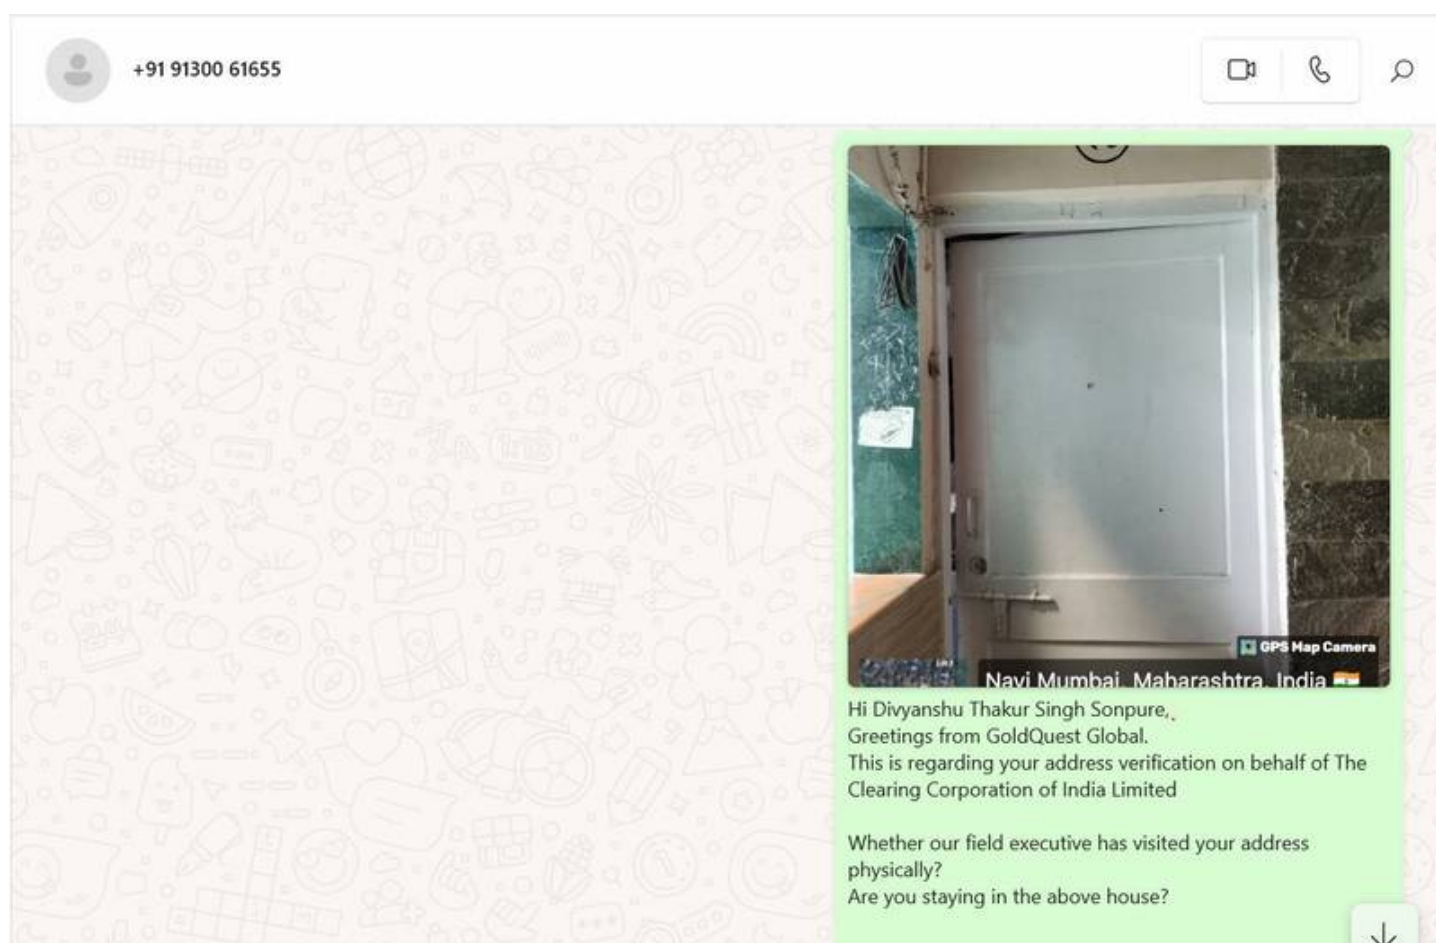 +91 91300 61655
GPS Map Camera
Navi Mumbai, Maharashtra, India
Hi Divyanshu Thakur Singh Sonpure,.
Greetings from GoldQuest Global.
This is regarding your address verification on behalf of The
Clearing Corporation of India Limited
Whether our field executive has visited your address
physically?
Are you staying in the above house?